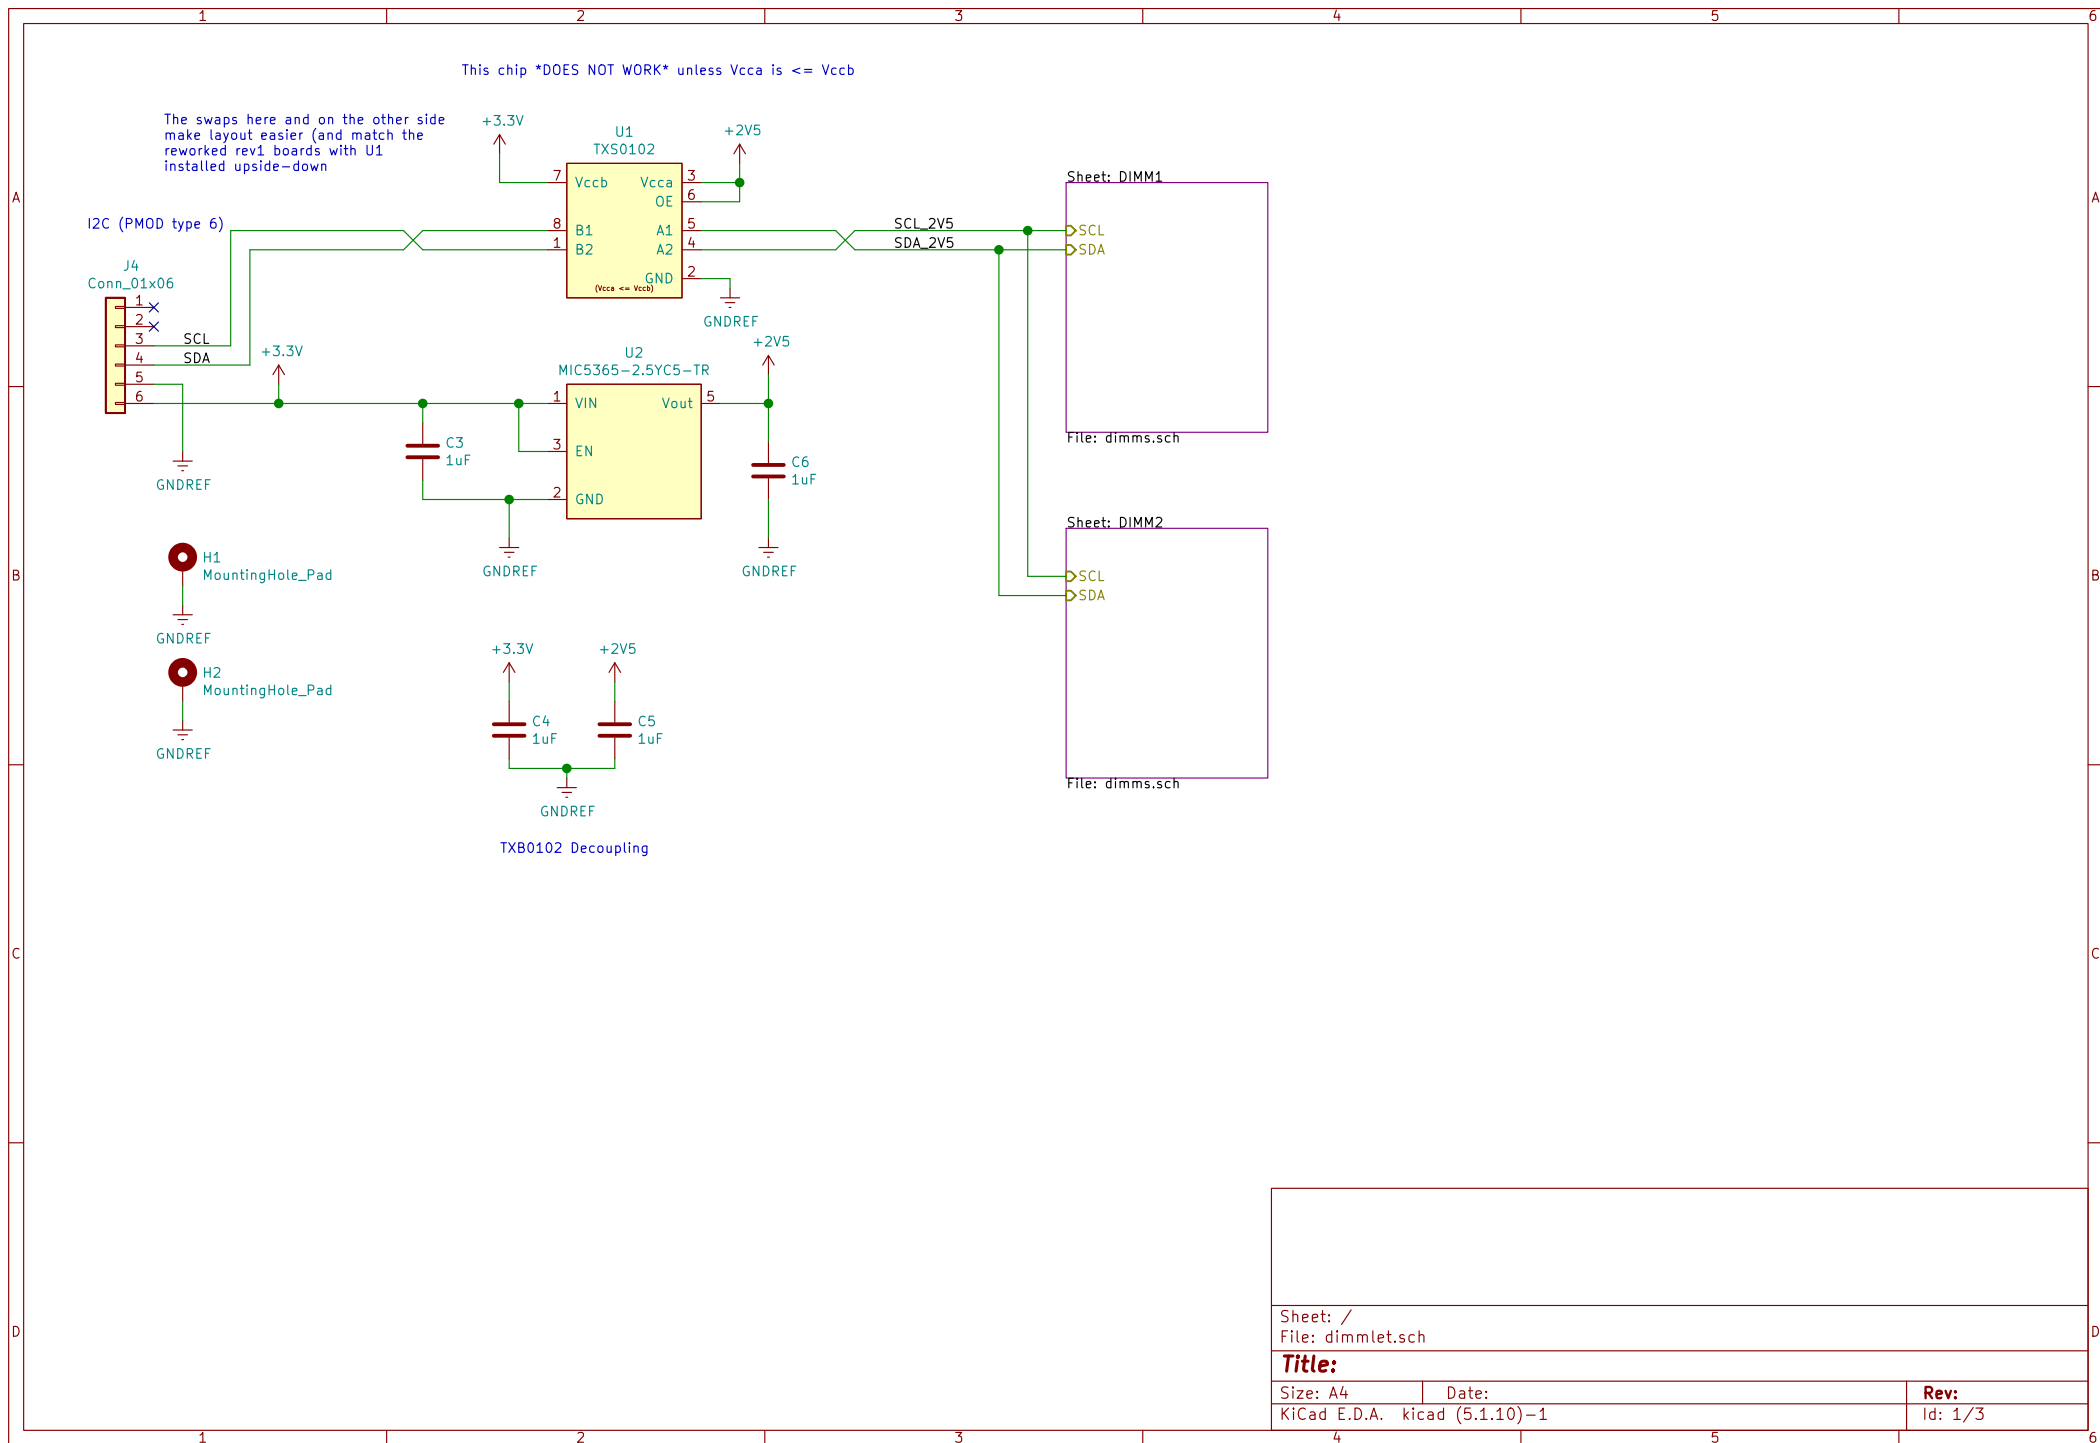 1 2 3 4 5 6
This chip *DOES NOT WORK* unless Vcca is <= Vccb
The swaps here and on the other side
make layout easier (and match the
reworked rev1 boards with U1
installed upside-down
I2C (PMOD type 6)
+3.3V
U1
TXS0102
+2V5
7 Vccb Vcca 3
OE 6
8 B1 A1 5
1 B2 A2 4
GND 2
(Vcca <= Vccb)
GNDREF
SCL_2V5
SDA_2V5
Sheet: DIMM1
SCL
SDA
File: dimms.sch
A A
J4
Conn_01x06
1
2
3 SCL
4 SDA
5
6
+3.3V
GNDREF
U2
MIC5365-2.5YC5-TR
1 VIN Vout 5
3 EN
2 GND
+2V5
C3
1uF
C6
1uF
GNDREF
GNDREF
Sheet: DIMM2
SCL
SDA
File: dimms.sch
B B
H1
MountingHole_Pad
GNDREF
H2
MountingHole_Pad
GNDREF
+3.3V
+2V5
C4
1uF
C5
1uF
GNDREF
TXB0102 Decoupling
C C
D D
Sheet: /
File: dimmlet.sch
Title:
Size: A4 Date: Rev:
KiCad E.D.A. kicad (5.1.10)-1 Id: 1/3
1 2 3 4 5 6